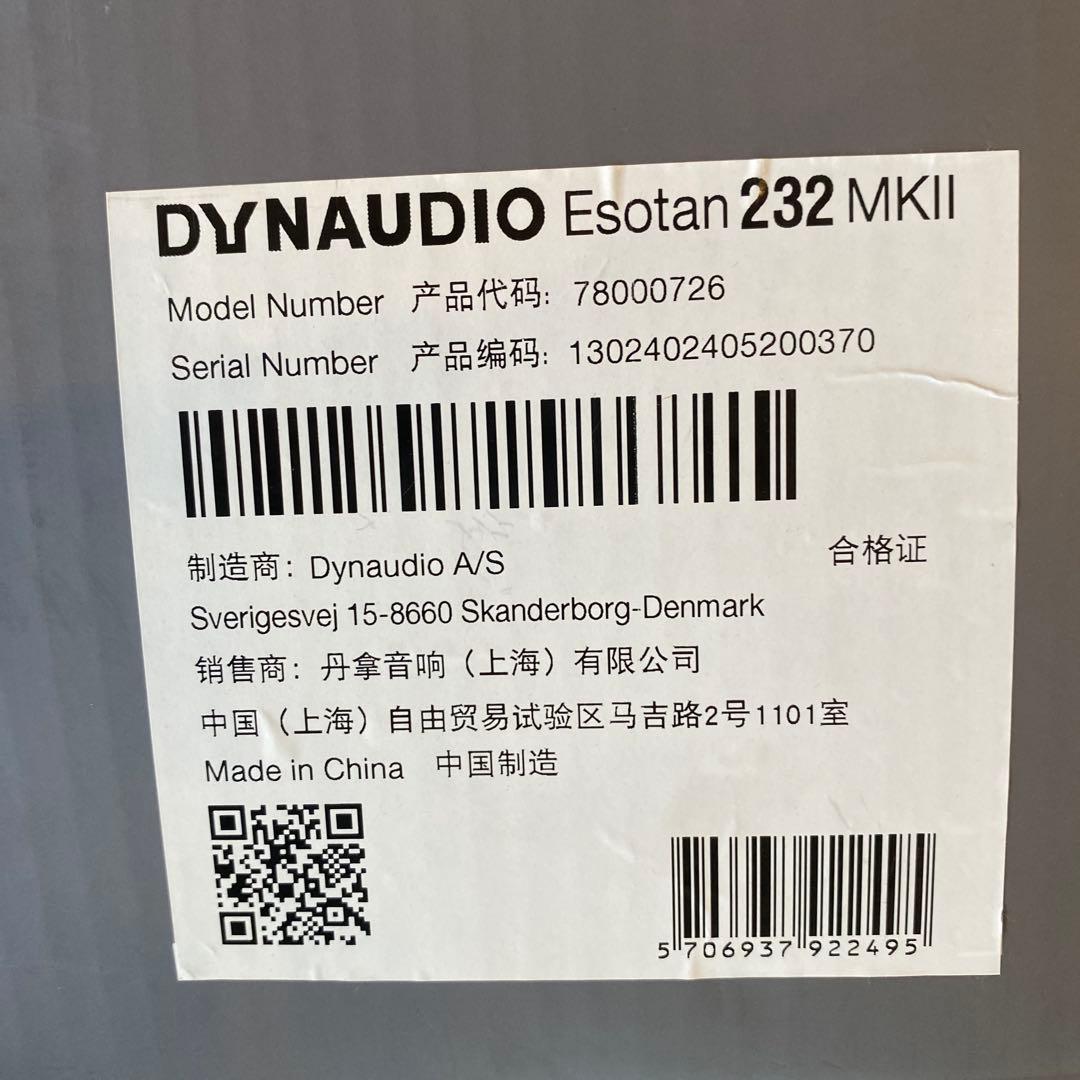 DYNAUDIO Esotan 232 MKII
Model Number 产品代码: 78000726
Serial Number 产品编码: 1302402405200370
制造商: Dynaudio A/S
合格证
Sverigesvej 15-8660 Skanderborg-Denmark
销售商: 丹拿音响（上海）有限公司
中国（上海）自由贸易试验区马吉路2号1101室
Made in China 中国制造
5 706937 922495